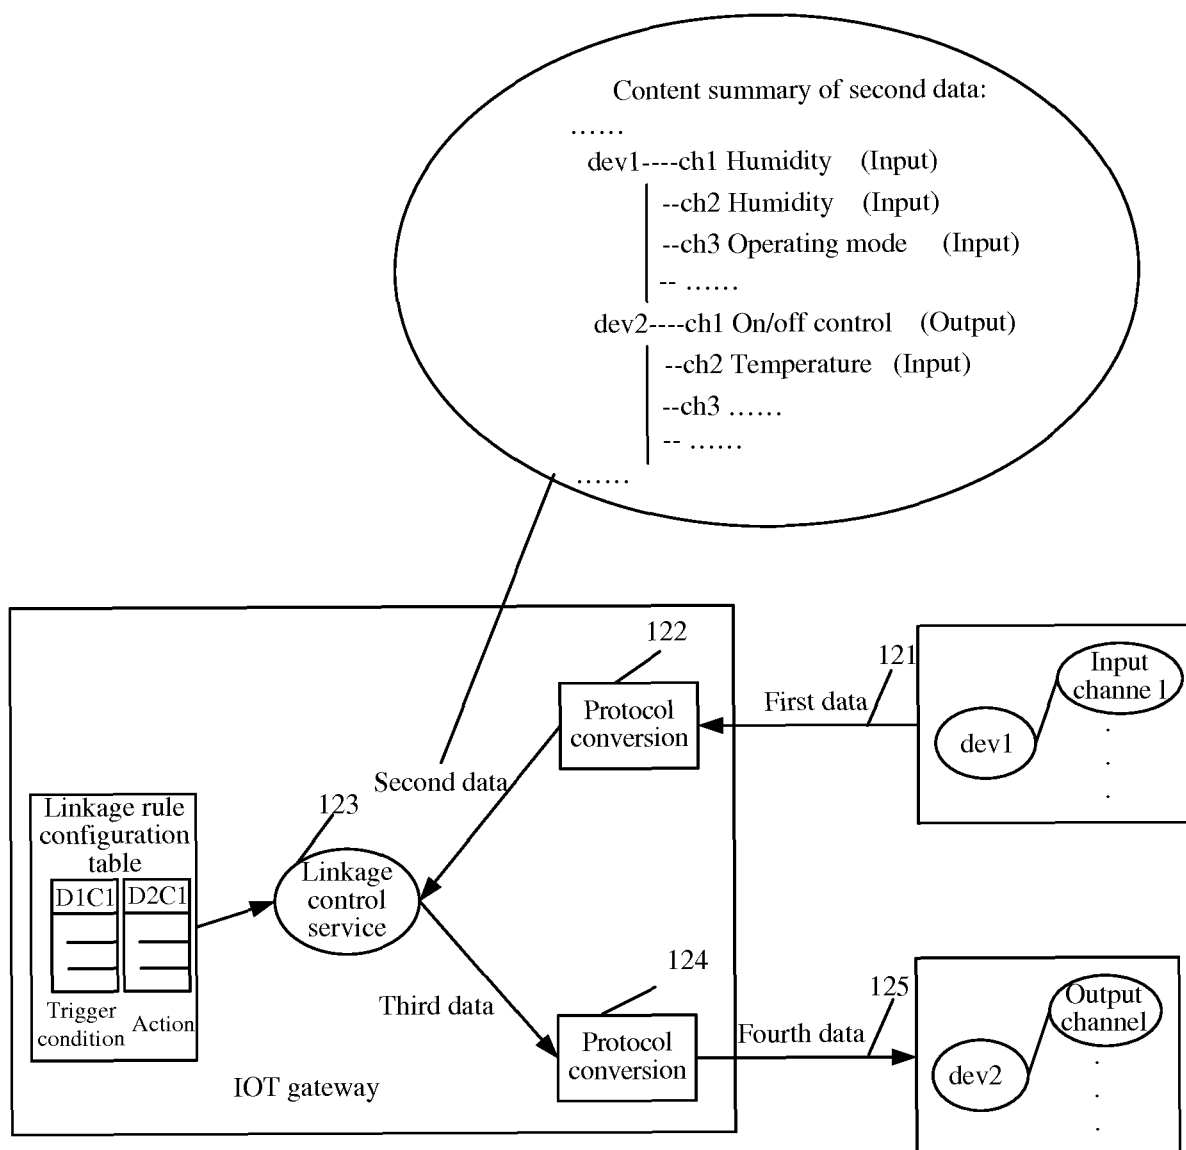 Content summary of second data:
......
dev1----ch1 Humidity (Input)
--ch2 Humidity (Input)
--ch3 Operating mode (Input)
-- ......
dev2----ch1 On/off control (Output)
--ch2 Temperature (Input)
--ch3 ......
-- ......
......
122
Protocol
conversion
First data
121
Input
channel
dev1
Second data
123
Linkage
control
service
Linkage rule
configuration
table
D1C1 D2C1
Trigger
condition
Action
Third data
124
Protocol
conversion
Fourth data
125
Output
channel
dev2
IOT gateway